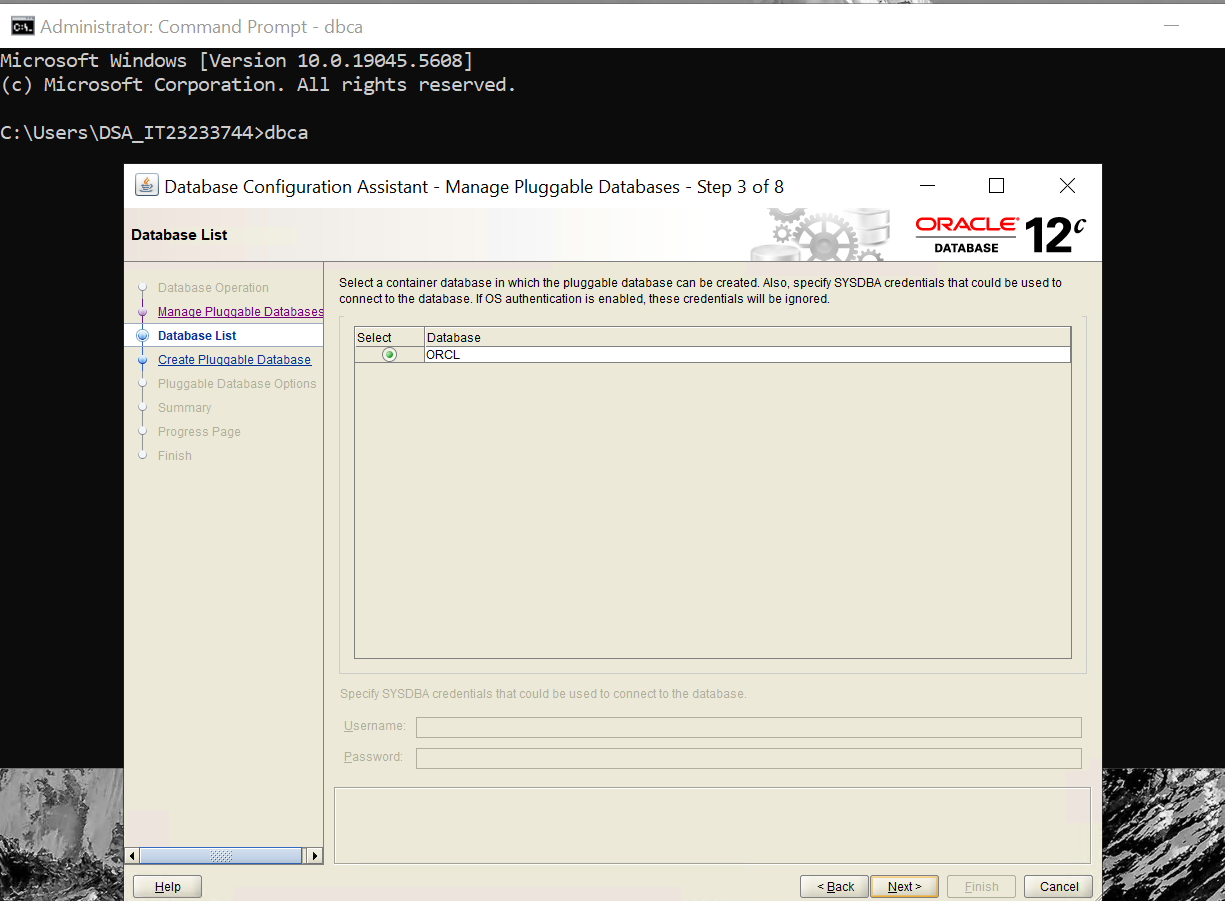 Administrator: Command Prompt - dbca
Microsoft Windows [Version 10.0.19045.5608]
(c) Microsoft Corporation. All rights reserved.
C:\Users\DSA_IT23233744>dbca
Database Configuration Assistant - Manage Pluggable Databases - Step 3 of 8
Database List
ORACLE
DATABASE
12c
Database Operation
Manage Pluggable Databases
Database List
Create Pluggable Database
Pluggable Database Options
Summary
Progress Page
Finish
Select a container database in which the pluggable database can be created. Also, specify SYSDBA credentials that could be used to
connect to the database. If OS authentication is enabled, these credentials will be ignored.
Select Database
ORCL
Specify SYSDBA credentials that could be used to connect to the database.
Username:
Password:
Help < Back Next > Finish Cancel